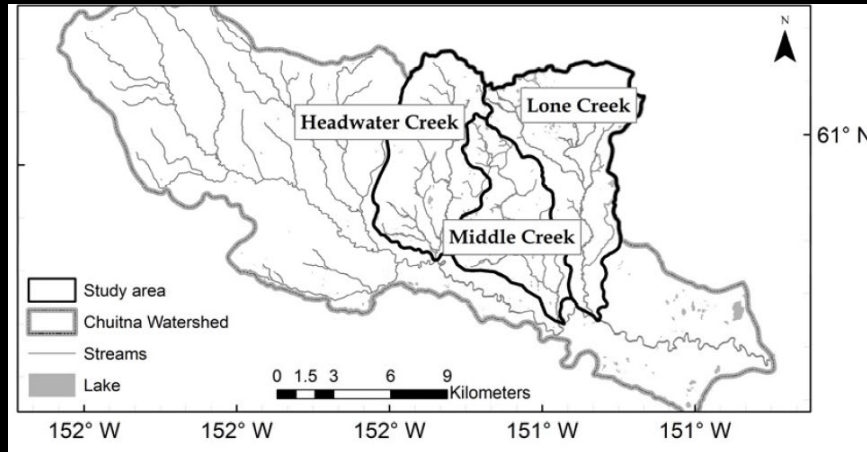 N
Headwater Creek
Lone Creek
61° N
Middle Creek
Study area
Chuitna Watershed
Streams
Lake
0 1.5 3 6 9
Kilometers
152° W 152° W 152° W 151° W 151° W